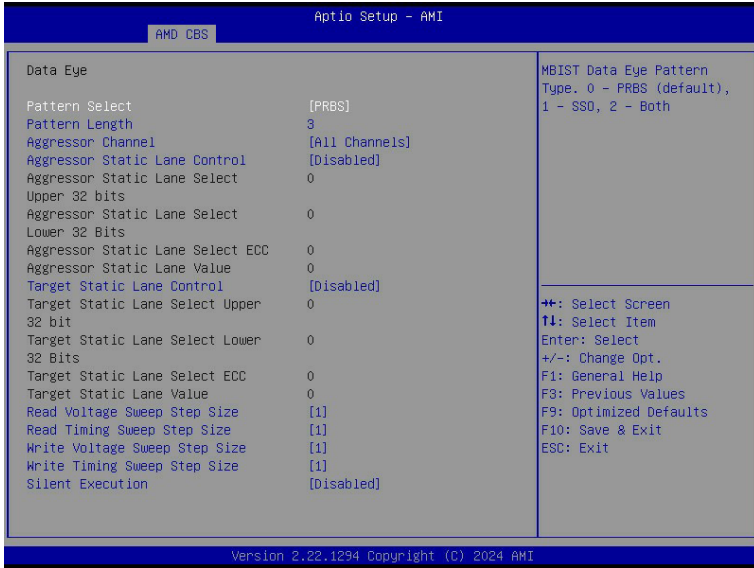 Aptio Setup – AMI
AMD CBS
Data Eye
Pattern Select [PRBS]
Pattern Length 3
Aggressor Channel [All Channels]
Aggressor Static Lane Control [Disabled]
Aggressor Static Lane Select 0
Upper 32 bits
Aggressor Static Lane Select 0
Lower 32 Bits
Aggressor Static Lane Select ECC 0
Aggressor Static Lane Value 0
Target Static Lane Control [Disabled]
Target Static Lane Select Upper 0
32 bit
Target Static Lane Select Lower 0
32 Bits
Target Static Lane Select ECC 0
Target Static Lane Value 0
Read Voltage Sweep Step Size [1]
Read Timing Sweep Step Size [1]
Write Voltage Sweep Step Size [1]
Write Timing Sweep Step Size [1]
Silent Execution [Disabled]
MBIST Data Eye Pattern
Type. 0 – PRBS (default),
1 – SSO, 2 – Both
→←: Select Screen
↑↓: Select Item
Enter: Select
+/-: Change Opt.
F1: General Help
F3: Previous Values
F9: Optimized Defaults
F10: Save & Exit
ESC: Exit
Version 2.22.1294 Copyright (C) 2024 AMI